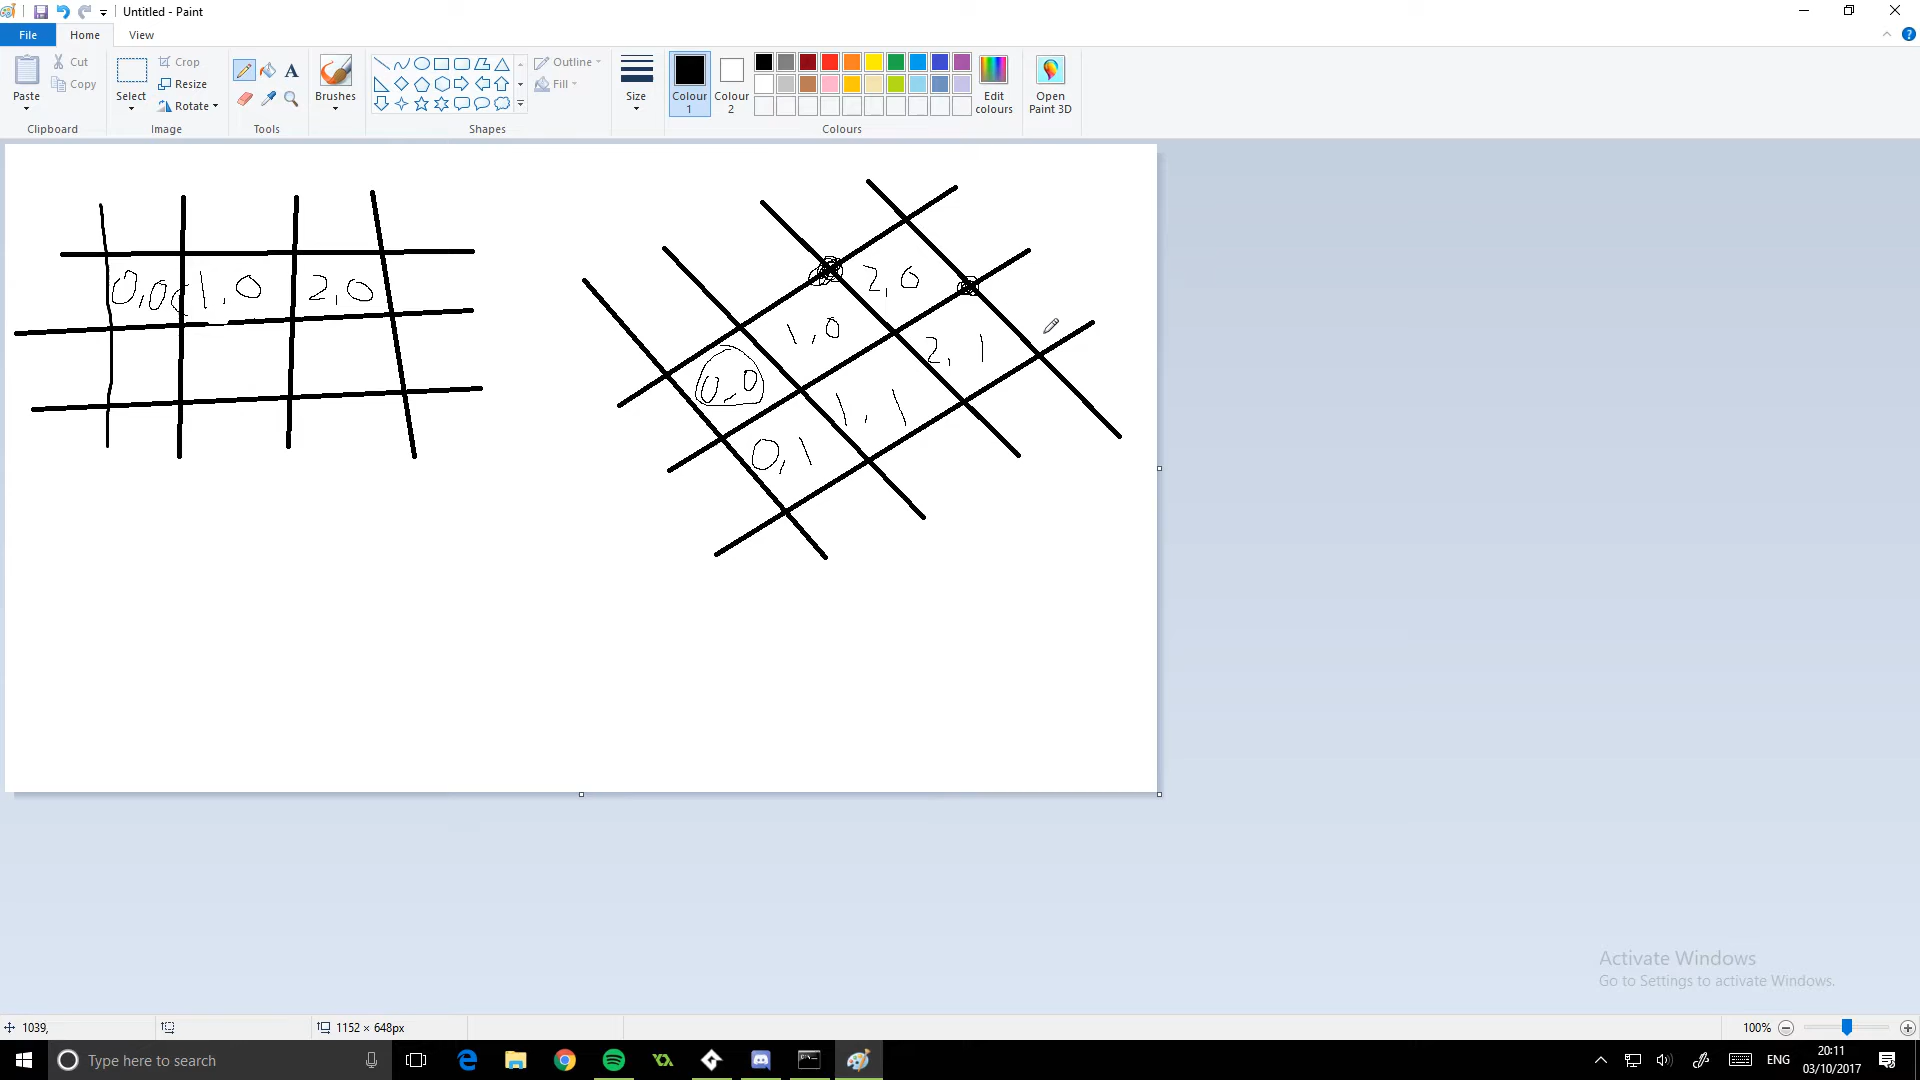 Untitled - Paint
File Home View
Paste
Cut
Copy
Clipboard
Select
Crop
Resize
Rotate
Image
Tools
Brushes
Shapes
Outline
Fill
Size
Colour 1
Colour 2
Edit colours
Colours
Open Paint 3D
0,0 1,0 2,0
2,0
1,0
2,1
0,0
1,1
0,1
Activate Windows
Go to Settings to activate Windows.
1039,
1152 × 648px
100%
Type here to search
ENG
20:11
03/10/2017